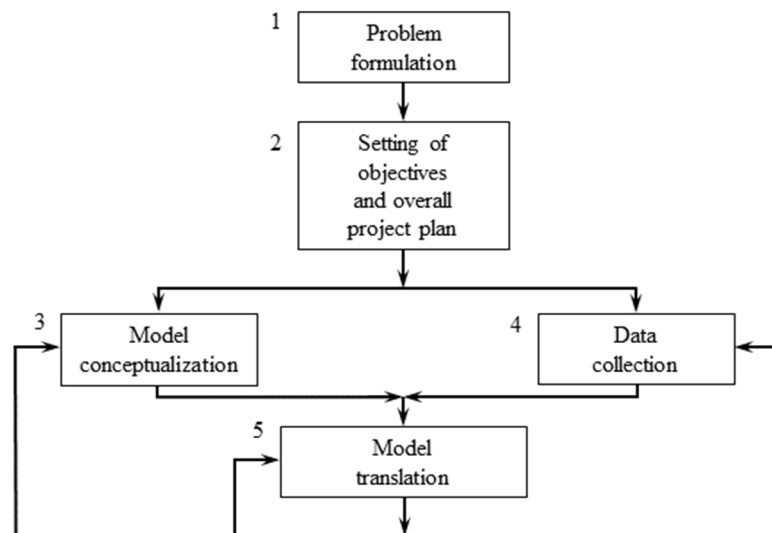 1
Problem
formulation
2
Setting of
objectives
and overall
project plan
3
Model
conceptualization
4
Data
collection
5
Model
translation